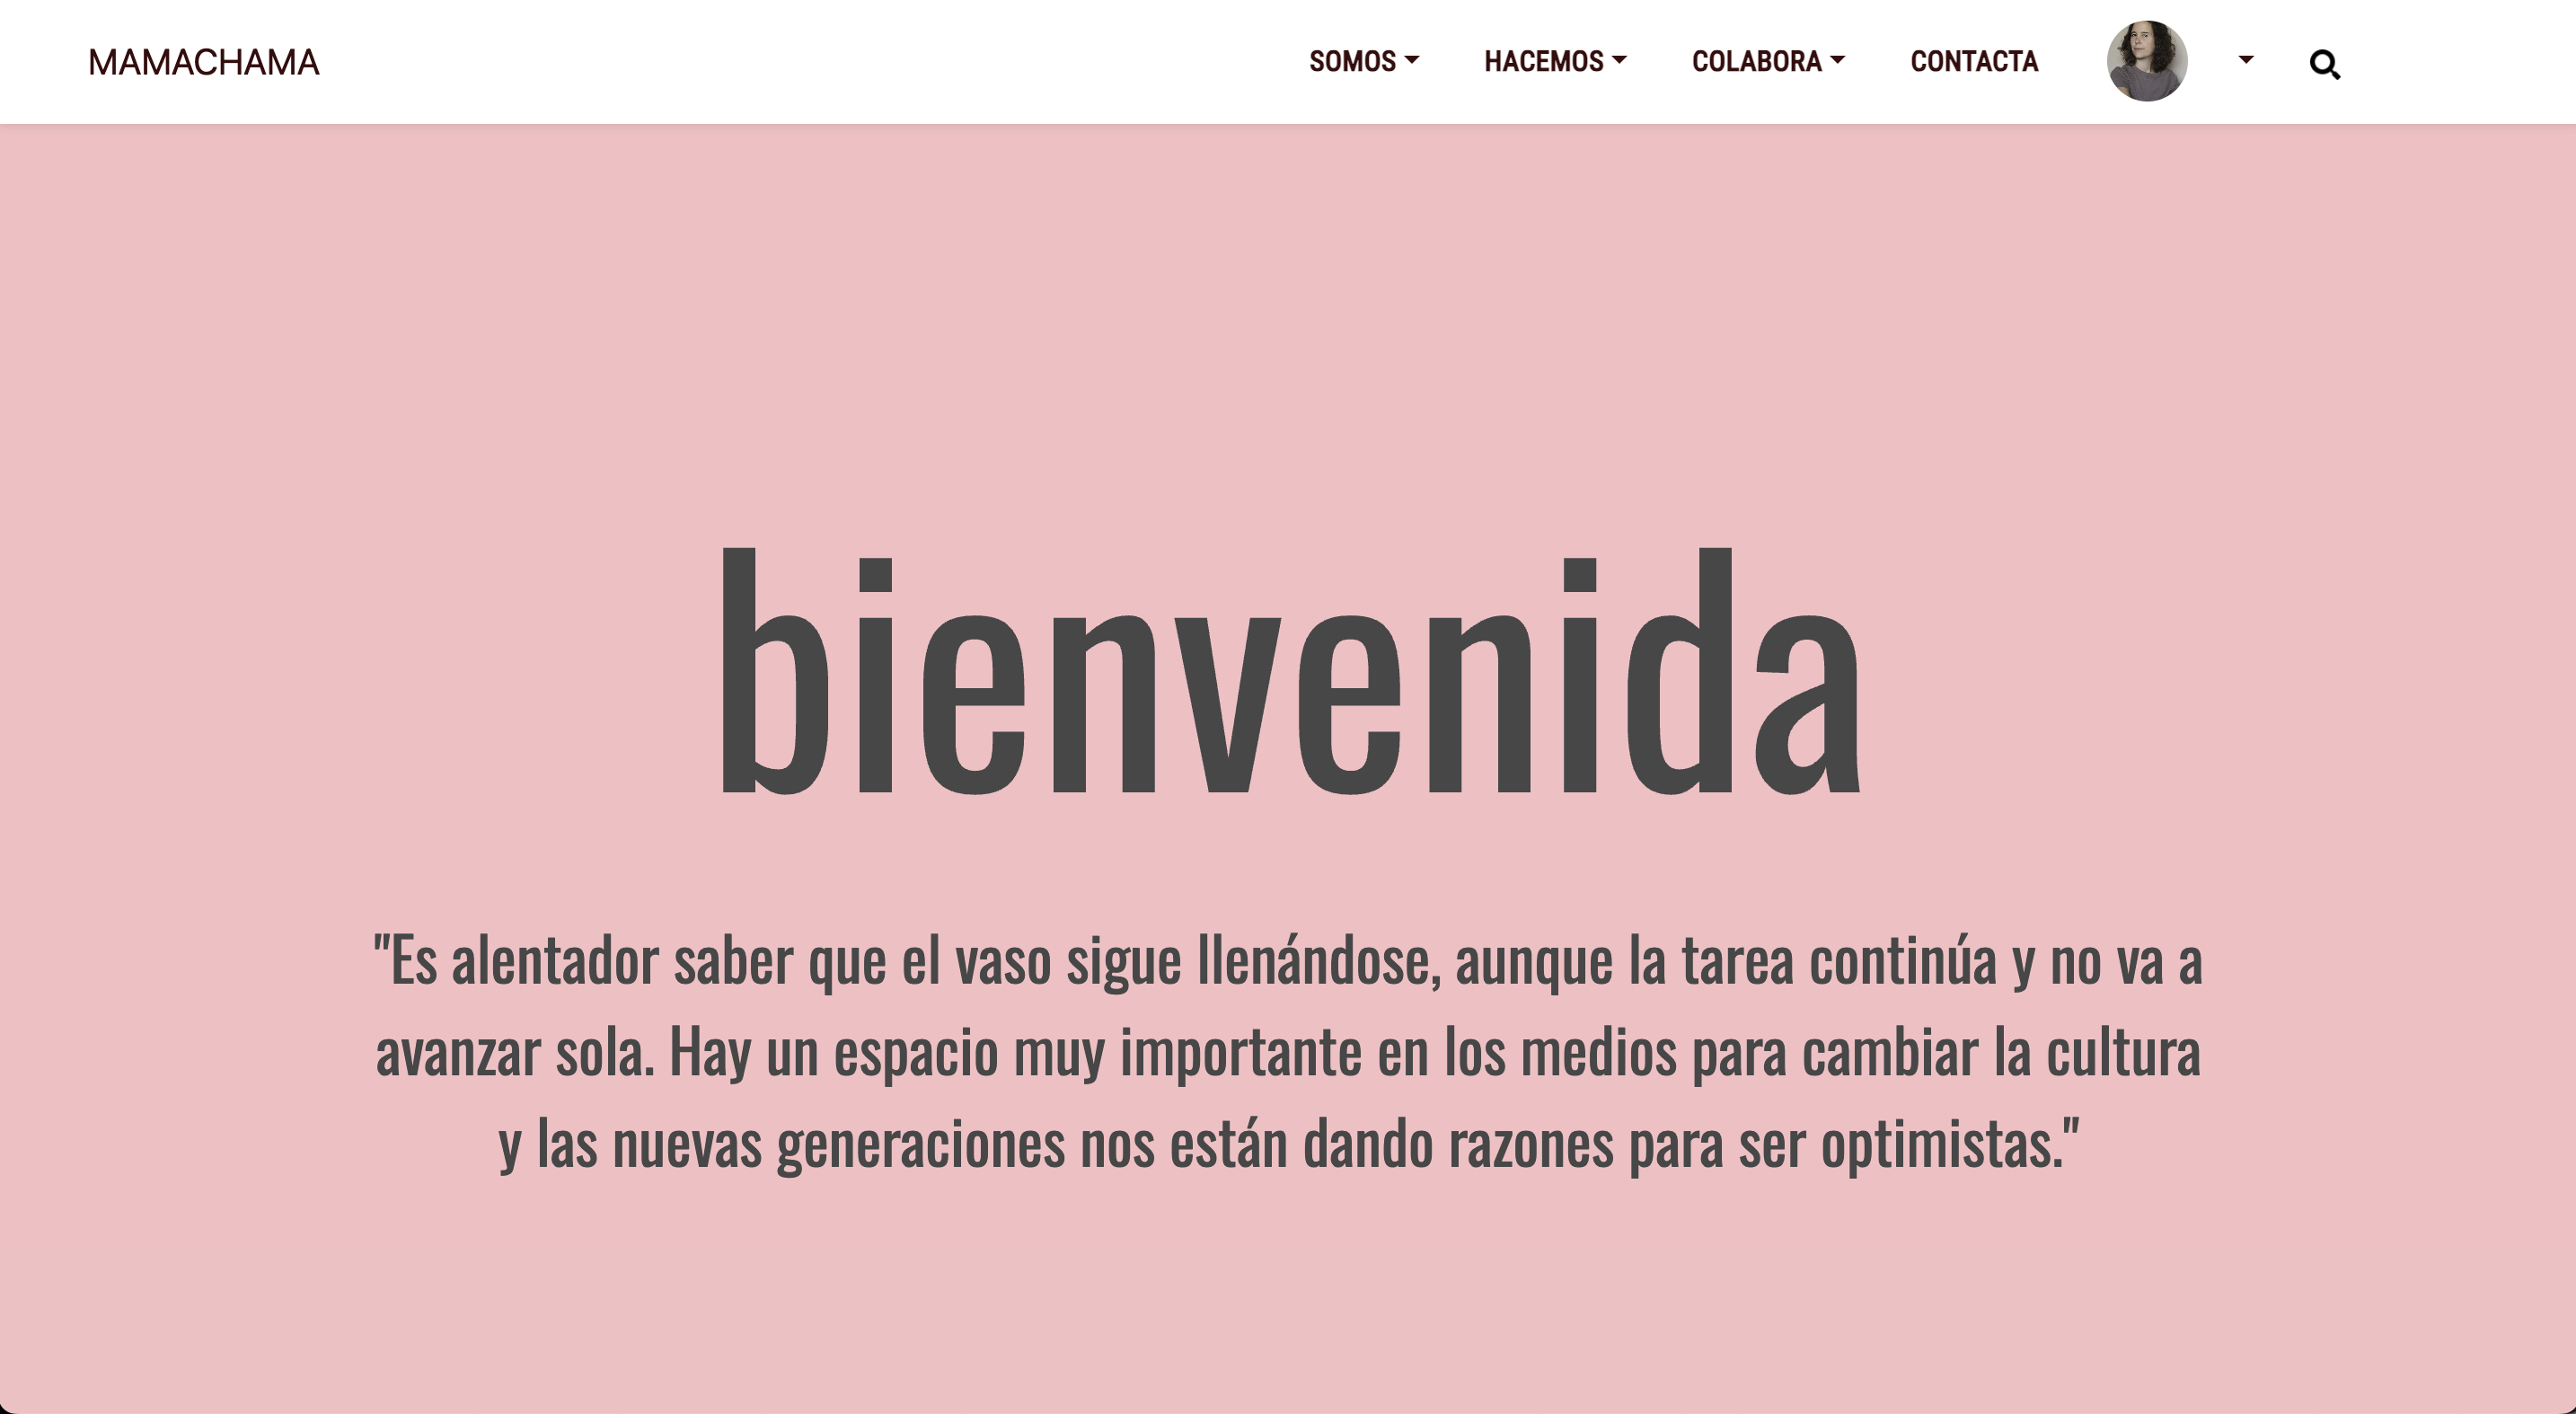 MAMACHAMA
SOMOS HACEMOS COLABORA CONTACTA
bienvenida
"Es alentador saber que el vaso sigue llenándose, aunque la tarea continúa y no va a
avanzar sola. Hay un espacio muy importante en los medios para cambiar la cultura
y las nuevas generaciones nos están dando razones para ser optimistas."